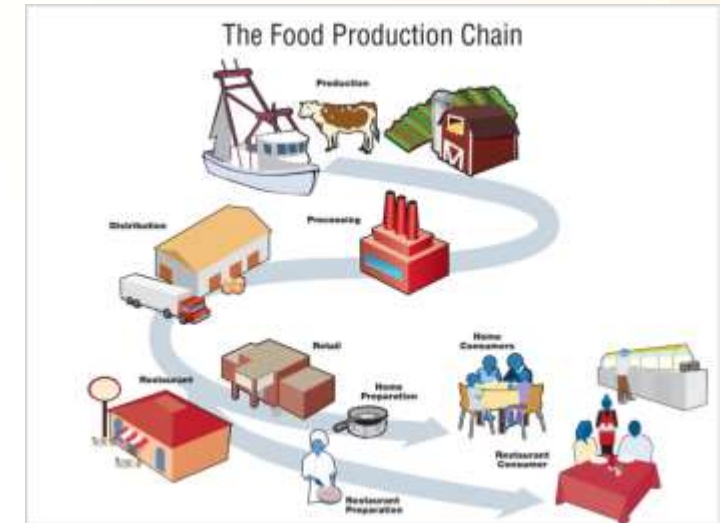 The Food Production Chain
Production
Distribution
Processing
Retail
Home
Consumers
Restaurant
Home
Preparation
Restaurant
Consumer
Restaurant
Preparation